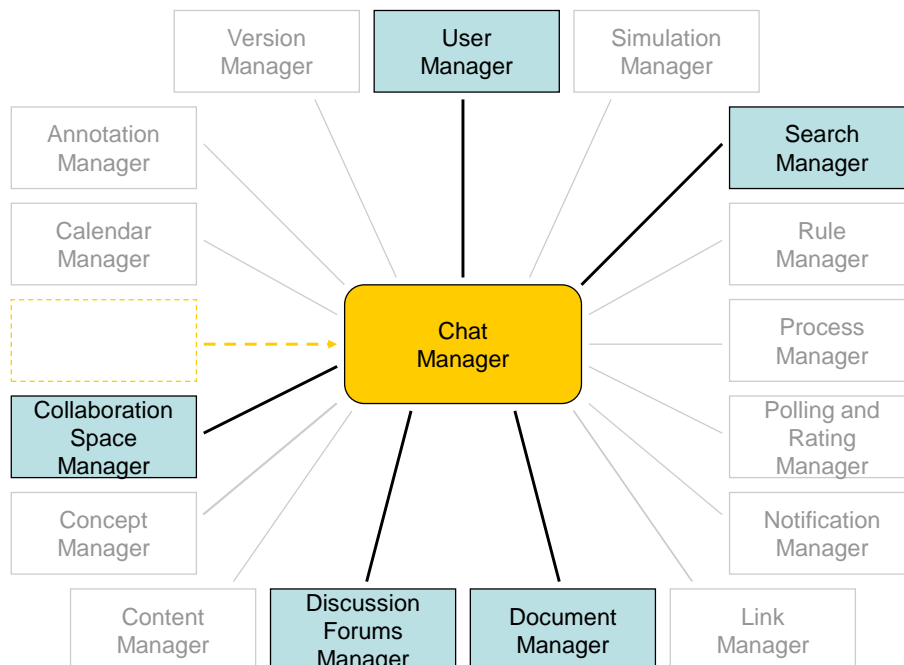 Version
Manager
User
Manager
Simulation
Manager
Annotation
Manager
Search
Manager
Calendar
Manager
Rule
Manager
Chat
Manager
Process
Manager
Collaboration
Space
Manager
Polling and
Rating
Manager
Concept
Manager
Notification
Manager
Content
Manager
Discussion
Forums
Manager
Document
Manager
Link
Manager